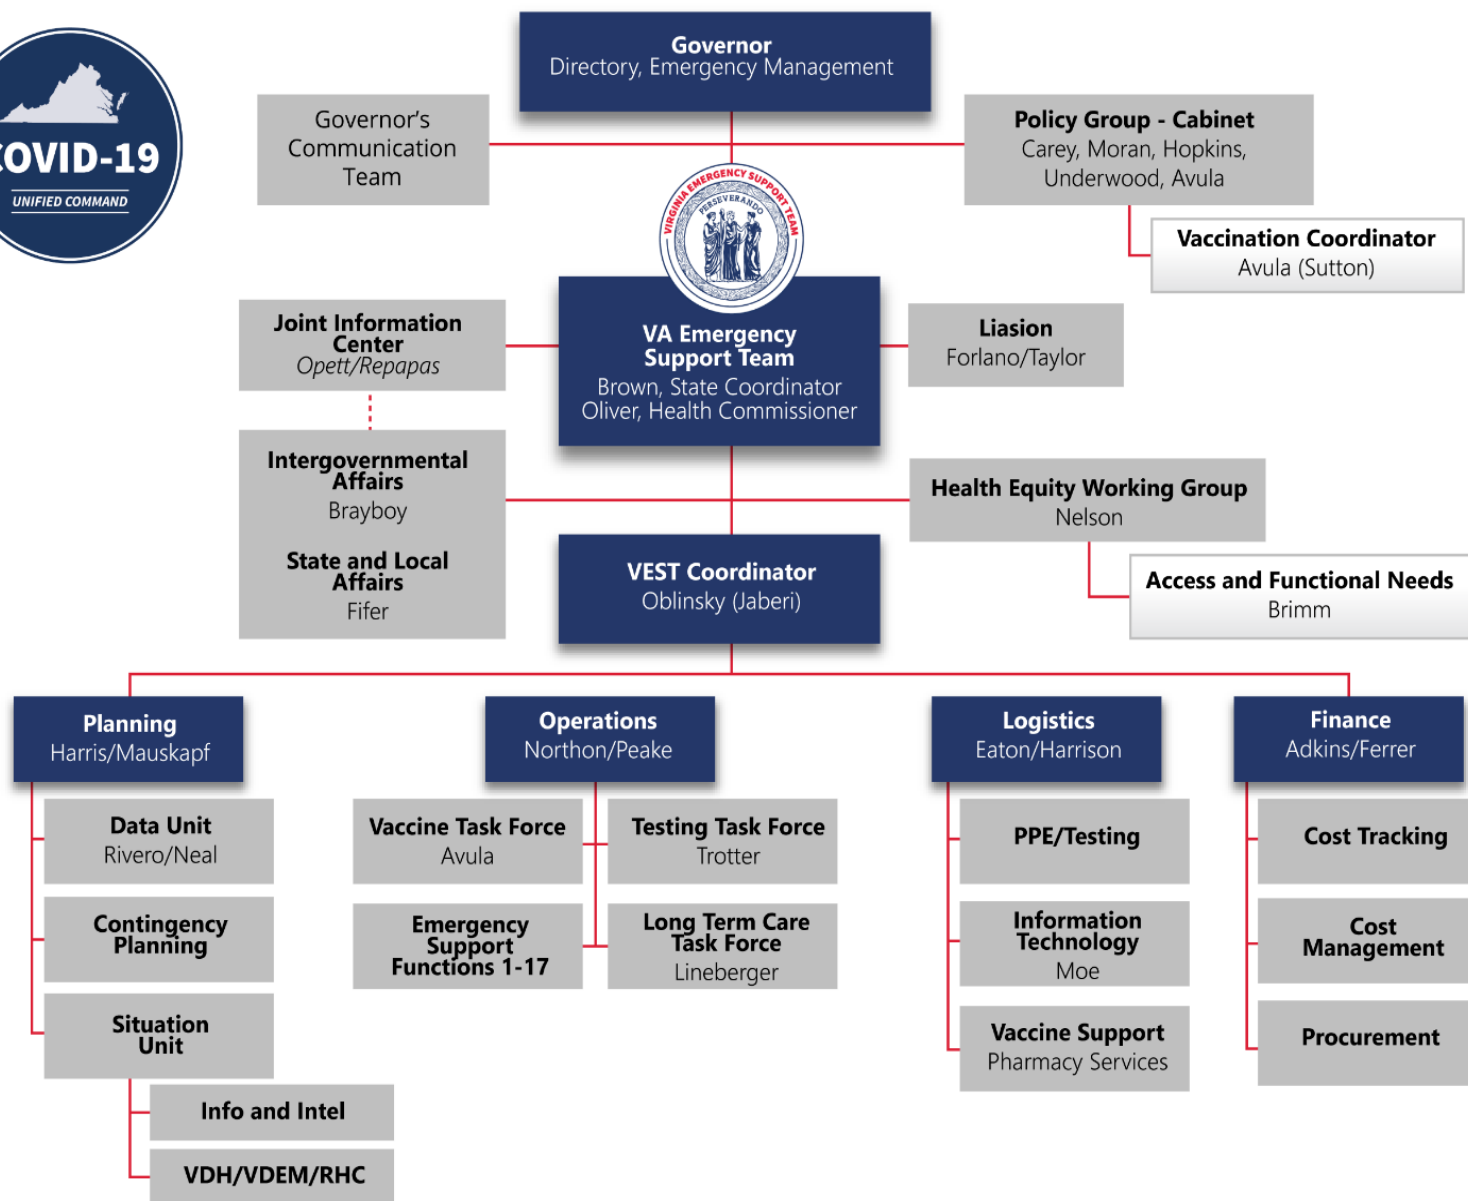 Governor
Directory, Emergency Management
Governor's
Communication
Team
Policy Group - Cabinet
Carey, Moran, Hopkins,
Underwood, Avula
COVID-19
UNIFIED COMMAND
VIRGINIA EMERGENCY SUPPORT TEAM
PERSEVERANDO
Vaccination Coordinator
Avula (Sutton)
Joint Information
Center
Opett/Repapas
VA Emergency
Support Team
Brown, State Coordinator
Oliver, Health Commissioner
Liasion
Forlano/Taylor
Intergovernmental
Affairs
Brayboy
State and Local
Affairs
Fifer
Health Equity Working Group
Nelson
VEST Coordinator
Oblinsky (Jaberi)
Access and Functional Needs
Brimm
Planning
Harris/Mauskapf
Operations
Northon/Peake
Logistics
Eaton/Harrison
Finance
Adkins/Ferrer
Data Unit
Rivero/Neal
Vaccine Task Force
Avula
Testing Task Force
Trotter
PPE/Testing
Cost Tracking
Contingency
Planning
Emergency
Support
Functions 1-17
Long Term Care
Task Force
Lineberger
Information
Technology
Moe
Cost
Management
Situation
Unit
Vaccine Support
Pharmacy Services
Procurement
Info and Intel
VDH/VDEM/RHC